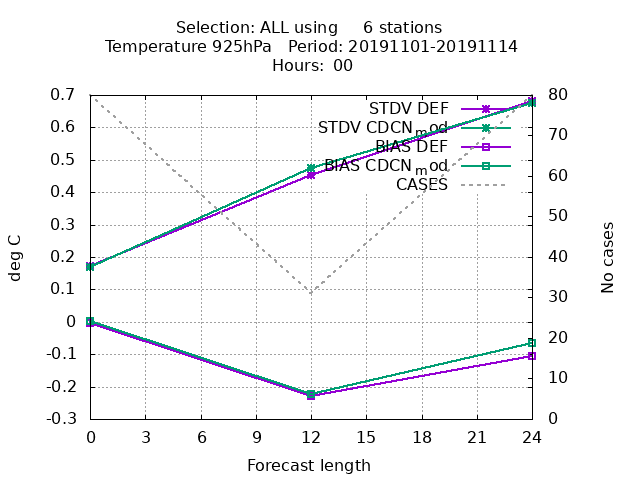 Selection: ALL using 6 stations
Temperature 925hPa Period: 20191101-20191114
Hours: 00
0.7
0.6
0.5
0.4
0.3
0.2
0.1
0
-0.1
-0.2
-0.3
deg C
STDV DEF
STDV CDCNmod
BIAS DEF
BIAS CDCNmod
CASES
80
70
60
50
40
30
20
10
0
No cases
0 3 6 9 12 15 18 21 24
Forecast length